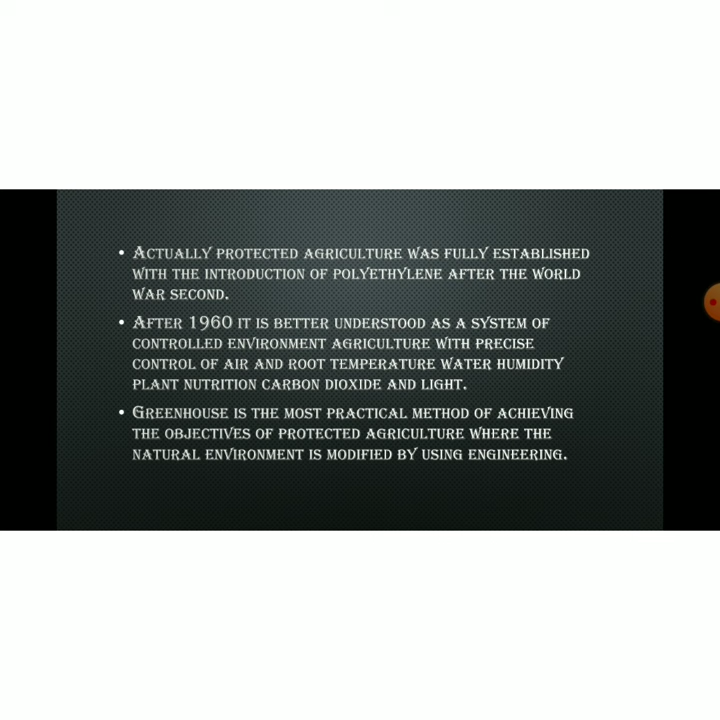 • Actually protected agriculture was fully established
with the introduction of polyethylene after the World
War Second.
• After 1960 it is better understood as a system of
controlled environment agriculture with precise
control of air and root temperature water humidity
plant nutrition carbon dioxide and light.
• Greenhouse is the most practical method of achieving
the objectives of protected agriculture where the
natural environment is modified by using engineering.